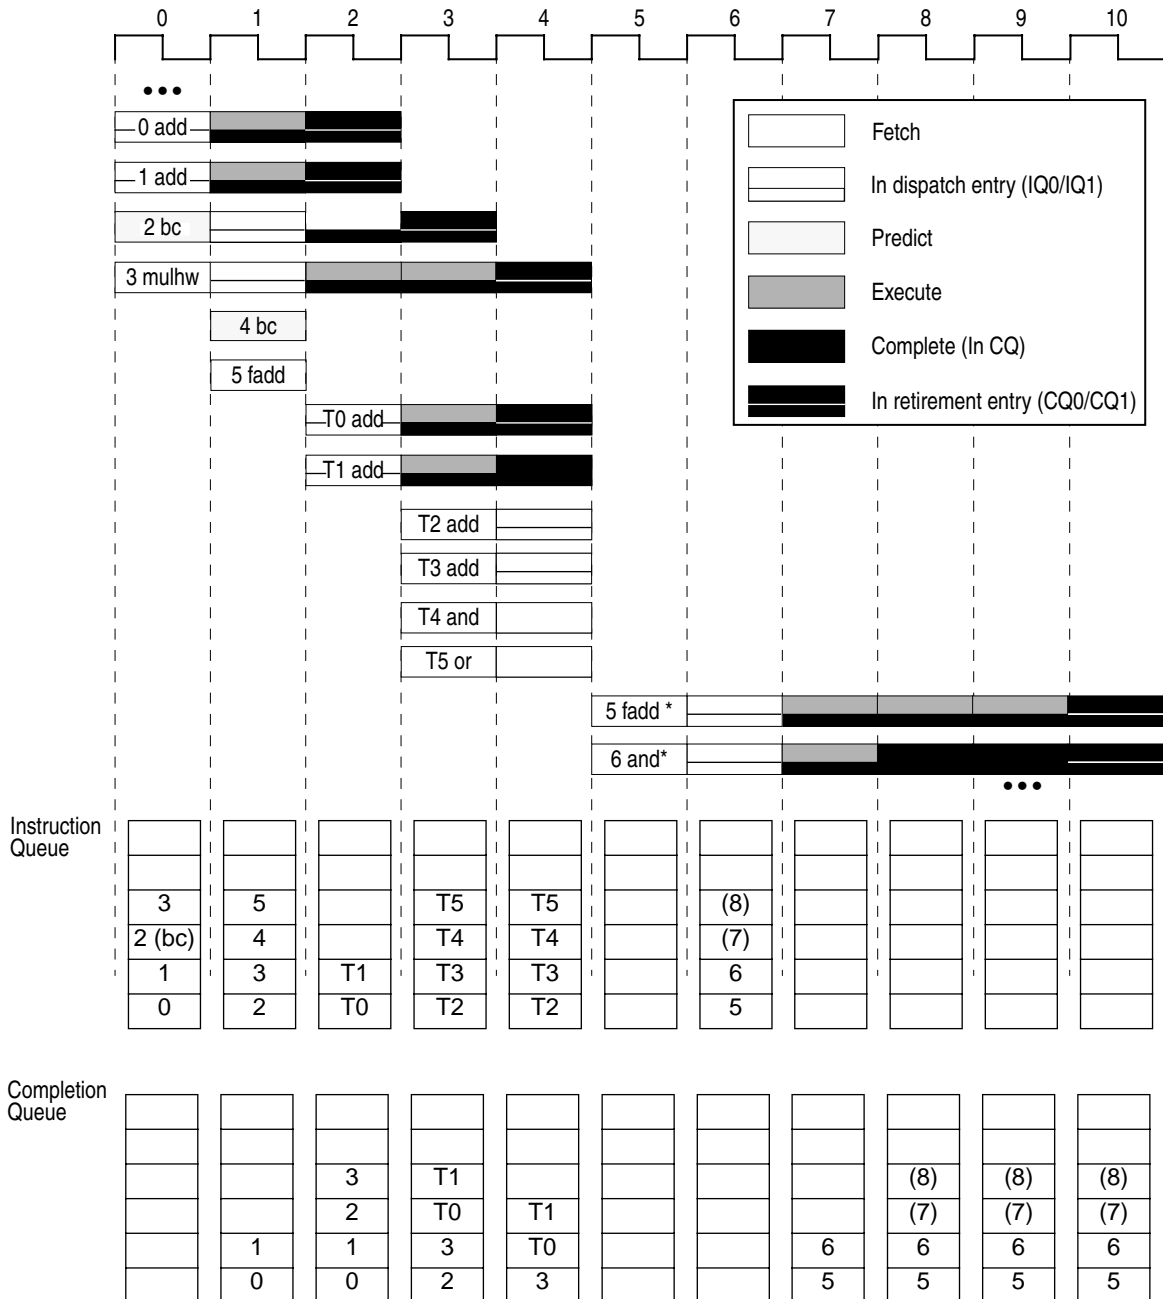 0 1 2 3 4 5 6 7 8 9 10
•••
0 add
Fetch
1 add
In dispatch entry (IQ0/IQ1)
2 bc
Predict
3 mulhw
Execute
4 bc
Complete (In CQ)
5 fadd
In retirement entry (CQ0/CQ1)
T0 add
T1 add
T2 add
T3 add
T4 and
T5 or
5 fadd *
6 and*
•••
Instruction
Queue
3 5 T5 T5 (8)
2 (bc) 4 T4 T4 (7)
1 3 T1 T3 T3 6
0 2 T0 T2 T2 5
Completion
Queue
3 T1 (8) (8) (8)
2 T0 T1 (7) (7) (7)
1 1 3 T0 6 6 6 6
0 0 2 3 5 5 5 5